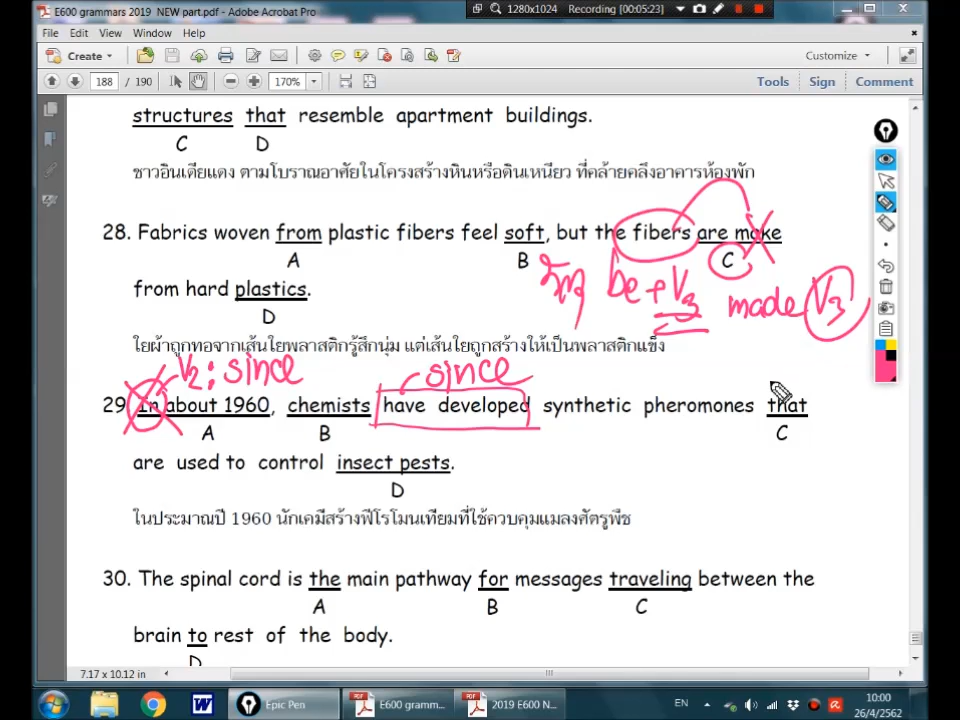 E600 grammars 2019 NEW part.pdf - Adobe Acrobat Pro
1280x1024 Recording [00:05:23]
File Edit View Window Help
Create Customize
188 / 190 170% Tools Sign Comment
structures that resemble apartment buildings.
C D
ชาวอินเดียแดง ตามโบราณอาศัยในโครงสร้างหินหรือดินเหนียว ที่คล้ายคลึงอาคารห้องพัก
28. Fabrics woven from plastic fibers feel soft, but the fibers are make
A B C
be+V3 made V3
from hard plastics.
D
ใยผ้าถูกทอจากเส้นใยพลาสติกรู้สึกนุ่ม แต่เส้นใยถูกสร้างให้เป็นพลาสติกแข็ง
V2: since since
29. In about 1960, chemists have developed synthetic pheromones that
A B C
are used to control insect pests.
D
ในประมาณปี 1960 นักเคมีสร้างฟีโรโมนเทียมที่ใช้ควบคุมแมลงศัตรูพืช
30. The spinal cord is the main pathway for messages traveling between the
A B C
brain to rest of the body.
D
7.17 x 10.12 in
Epic Pen E600 gramm... 2019 E600 N... EN 10:00
26/4/2562